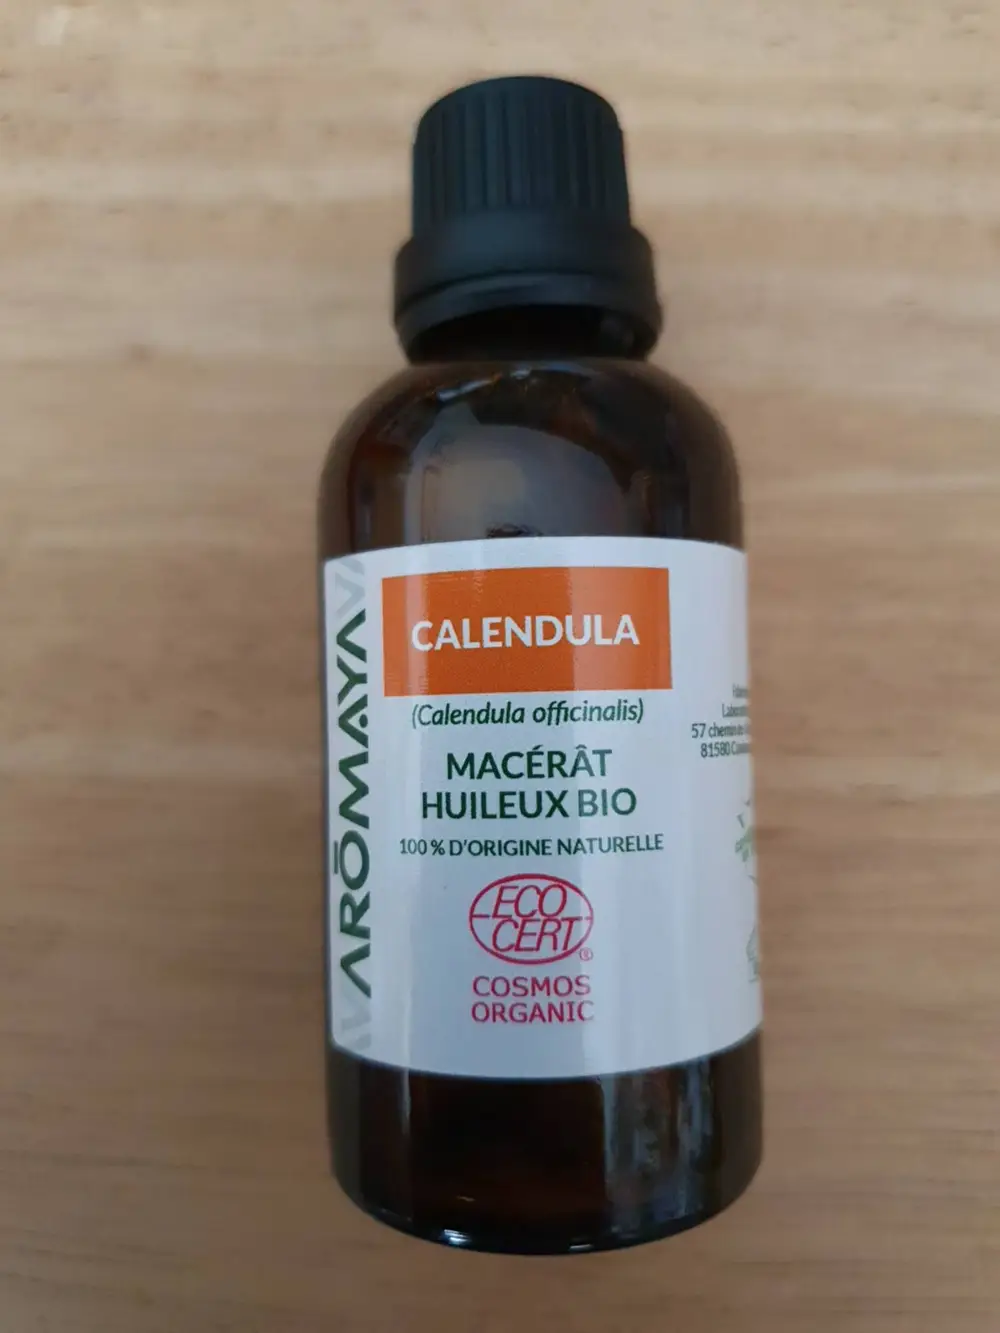 ARŌMAYA
CALENDULA
(Calendula officinalis)
MACÉRÂT
HUILEUX BIO
100 % D'ORIGINE NATURELLE
ECO
CERT
®
COSMOS
ORGANIC
57 chemin
81580